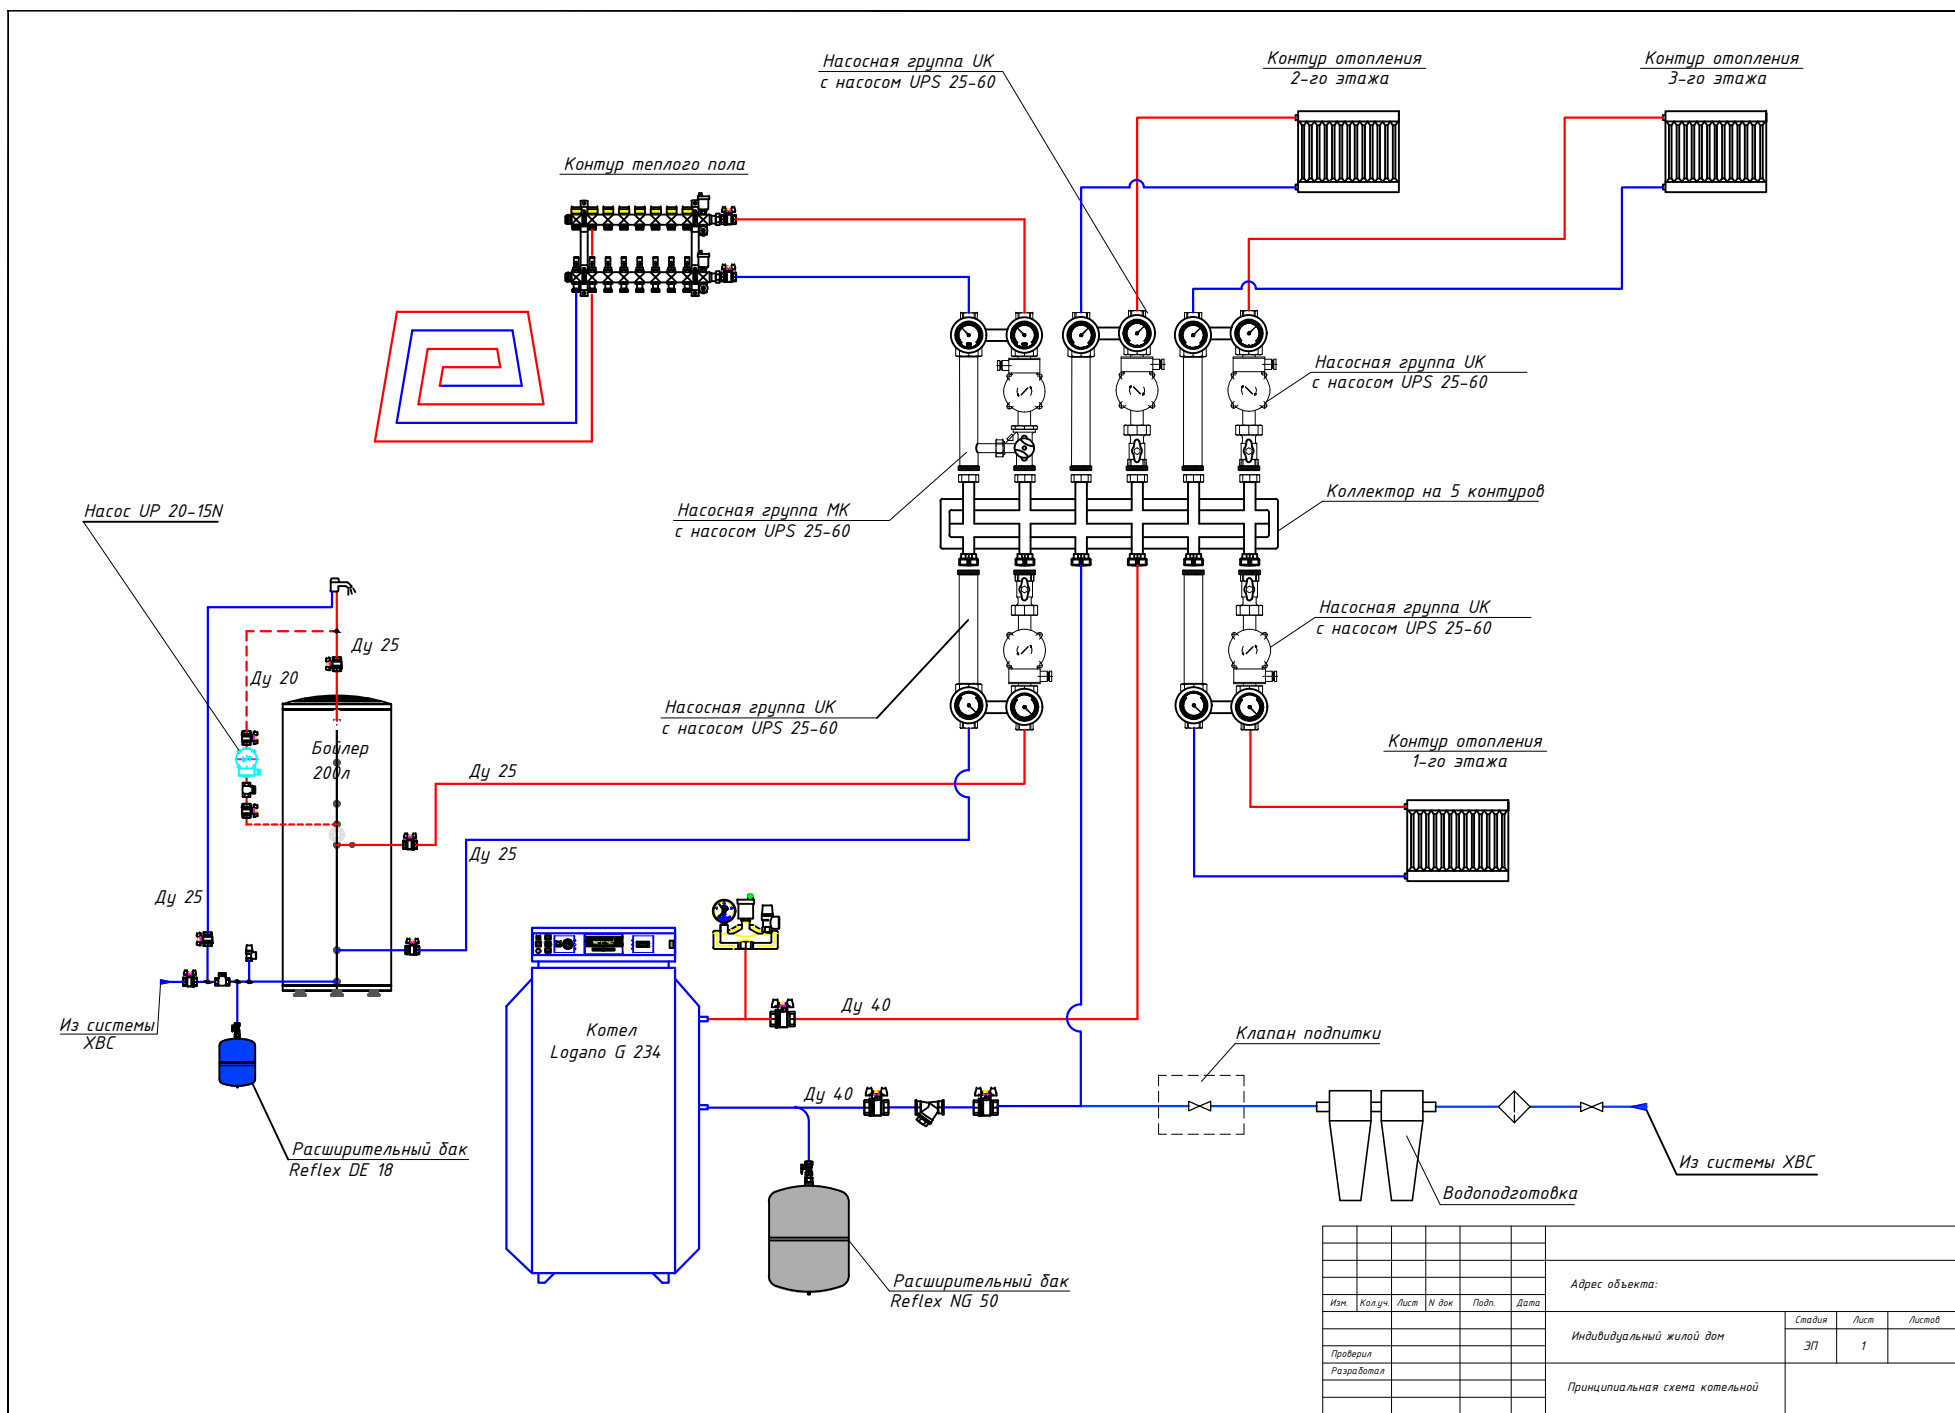 Насосная группа UK
с насосом UPS 25-60
Контур отопления
2-го этажа
Контур отопления
3-го этажа
Контур теплого пола
Насосная группа UK
с насосом UPS 25-60
Коллектор на 5 контуров
Насосная группа МК
с насосом UPS 25-60
Насос UP 20-15N
Насосная группа UK
с насосом UPS 25-60
Ду 25
Ду 20
Насосная группа UK
с насосом UPS 25-60
Бойлер
200л
Контур отопления
1-го этажа
Ду 25
Ду 25
Ду 25
Ду 40
Из системы
ХВС
Котел
Logano G 234
Клапан подпитки
Ду 40
Расширительный бак
Reflex DE 18
Из системы ХВС
Водоподготовка
Расширительный бак
Reflex NG 50
Адрес объекта:
Изм. Кол.уч. Лист N док Подп. Дата
Индивидуальный жилой дом
Стадия Лист Листов
ЭП 1
Проверил
Разработал
Принципиальная схема котельной